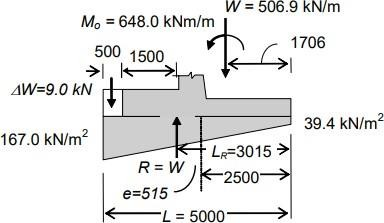 W = 506.9 kN/m
Mo = 648.0 kNm/m
500
1500
1706
ΔW=9.0 kN
167.0 kN/m²
39.4 kN/m²
LR=3015
R = W
2500
e=515
L = 5000